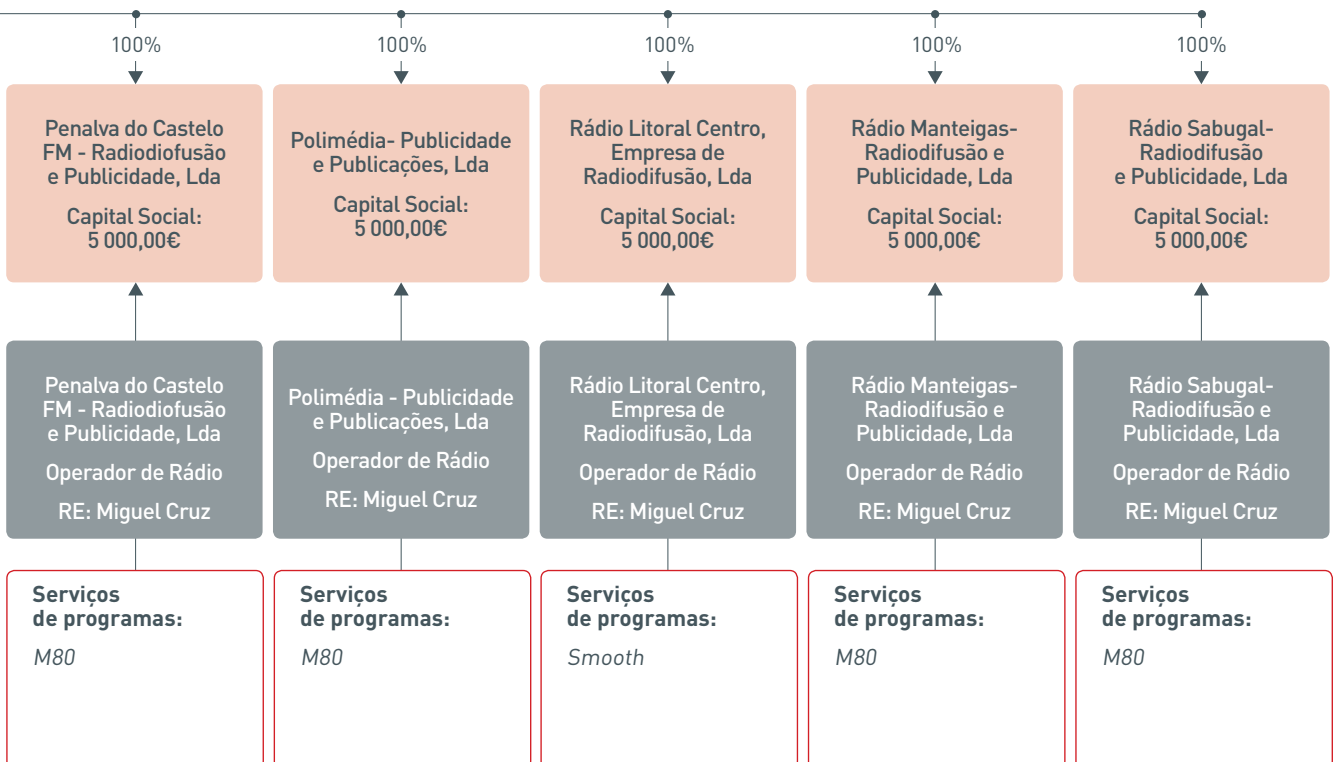 100%
100%
100%
100%
100%
Penalva do Castelo
FM - Radiodiofusão
e Publicidade, Lda
Capital Social:
5 000,00€
Polimédia- Publicidade
e Publicações, Lda
Capital Social:
5 000,00€
Rádio Litoral Centro,
Empresa de
Radiodifusão, Lda
Capital Social:
5 000,00€
Rádio Manteigas-
Radiodifusão e
Publicidade, Lda
Capital Social:
5 000,00€
Rádio Sabugal-
Radiodifusão
e Publicidade, Lda
Capital Social:
5 000,00€
Penalva do Castelo
FM - Radiodiofusão
e Publicidade, Lda
Operador de Rádio
RE: Miguel Cruz
Polimédia - Publicidade
e Publicações, Lda
Operador de Rádio
RE: Miguel Cruz
Rádio Litoral Centro,
Empresa de
Radiodifusão, Lda
Operador de Rádio
RE: Miguel Cruz
Rádio Manteigas-
Radiodifusão e
Publicidade, Lda
Operador de Rádio
RE: Miguel Cruz
Rádio Sabugal-
Radiodifusão e
Publicidade, Lda
Operador de Rádio
RE: Miguel Cruz
Serviços
de programas:
M80
Serviços
de programas:
M80
Serviços
de programas:
Smooth
Serviços
de programas:
M80
Serviços
de programas:
M80